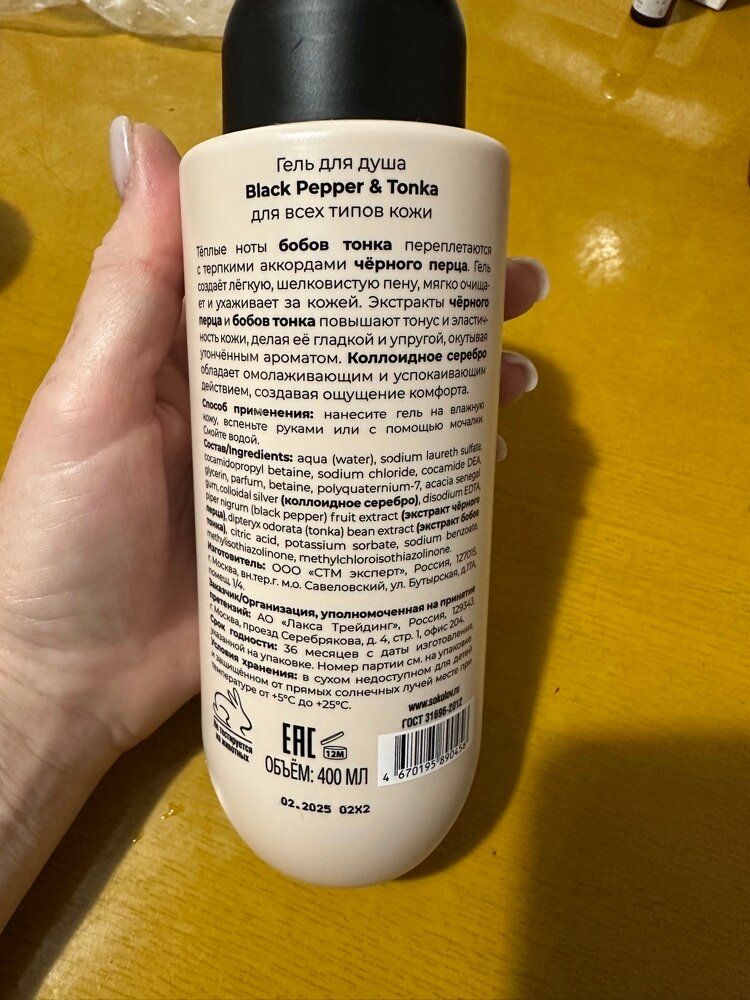 Гель для душа
Black Pepper & Tonka
для всех типов кожи
Тёплые ноты бобов тонка переплетаются
с терпкими аккордами чёрного перца. Гель
создаёт лёгкую, шелковистую пену, мягко очища-
ет и ухаживает за кожей. Экстракты чёрного
перца и бобов тонка повышают тонус и эластич-
ность кожи, делая её гладкой и упругой, окутывая
утончённым ароматом. Коллоидное серебро
обладает омолаживающим и успокаивающим
действием, создавая ощущение комфорта.
Способ применения: нанесите гель на влажную
кожу, вспеньте руками или с помощью мочалки.
Смойте водой.
Состав/Ingredients: aqua (water), sodium laureth sulfate,
cocamidopropyl betaine, sodium chloride, cocamide DEA,
glycerin, parfum, betaine, polyquaternium-7, acacia senegal
gum, colloidal silver (коллоидное серебро), disodium EDTA,
piper nigrum (black pepper) fruit extract (экстракт чёрного
перца), dipteryx odorata (tonka) bean extract (экстракт бобов
тонка), citric acid, potassium sorbate, sodium benzoate,
methylisothiazolinone, methylchloroisothiazolinone.
Изготовитель: ООО «СТМ эксперт», Россия, 127015,
г. Москва, вн.тер.г. м.о. Савеловский, ул. Бутырская, д.17А,
помещ. 1/4.
Заказчик/Организация, уполномоченная на принятие
претензий: АО «Лакса Трейдинг», Россия, 129343,
г. Москва, проезд Серебрякова, д. 4, стр. 1, офис 204.
Срок годности: 36 месяцев с даты изготовления,
указанной на упаковке. Номер партии см. на упаковке.
Условия хранения: в сухом недоступном для детей
и защищённом от прямых солнечных лучей месте при
температуре от +5°С до +25°С.
www.sokolov.ru
ГОСТ 31696-2012
Не тестируется
на животных
EAC
12M
ОБЪЁМ: 400 МЛ
4 670195 890456
02.2025 02X2